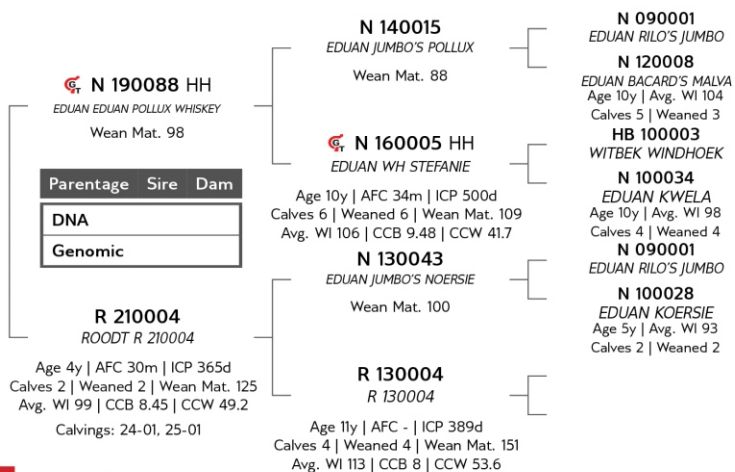 N 140015
EDUAN JUMBO'S POLLUX
Wean Mat. 88
N 090001
EDUAN RILO'S JUMBO
N 120008
EDUAN BACARD'S MALVA
Age 10y | Avg. WI 104
Calves 5 | Weaned 3
GT N 190088 HH
EDUAN EDUAN POLLUX WHISKEY
Wean Mat. 98
GT N 160005 HH
EDUAN WH STEFANIE
Age 10y | AFC 34m | ICP 500d
Calves 6 | Weaned 6 | Wean Mat. 109
Avg. WI 106 | CCB 9.48 | CCW 41.7
HB 100003
WITBEK WINDHOEK
N 100034
EDUAN KWELA
Age 10y | Avg. WI 98
Calves 4 | Weaned 4
Parentage Sire Dam
DNA
Genomic
R 210004
ROODT R 210004
Age 4y | AFC 30m | ICP 365d
Calves 2 | Weaned 2 | Wean Mat. 125
Avg. WI 99 | CCB 8.45 | CCW 49.2
Calvings: 24-01, 25-01
N 130043
EDUAN JUMBO'S NOERSIE
Wean Mat. 100
N 090001
EDUAN RILO'S JUMBO
N 100028
EDUAN KOERSIE
Age 5y | Avg. WI 93
Calves 2 | Weaned 2
R 130004
R 130004
Age 11y | AFC - | ICP 389d
Calves 4 | Weaned 4 | Wean Mat. 151
Avg. WI 113 | CCB 8 | CCW 53.6